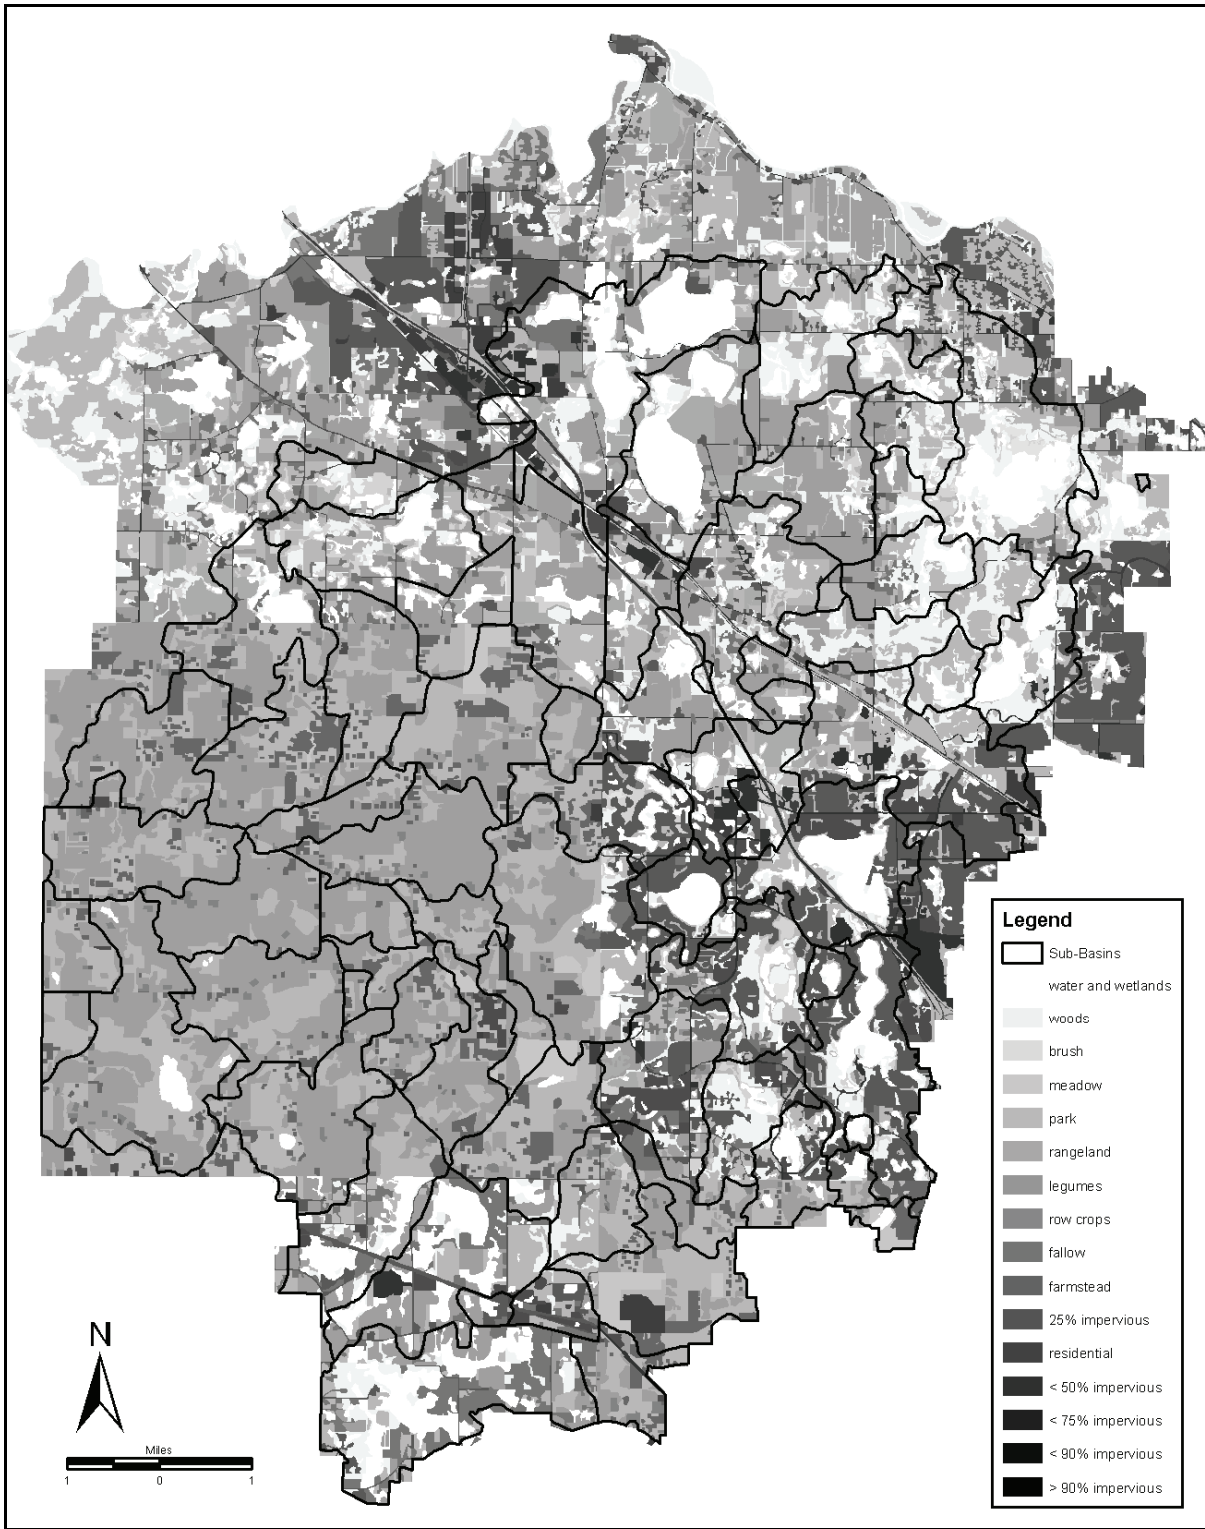 Legend
Sub-Basins
water and wetlands
woods
brush
meadow
park
rangeland
legumes
row crops
fallow
farmstead
25% impervious
residential
< 50% impervious
< 75% impervious
< 90% impervious
> 90% impervious
N
Miles
1 0 1